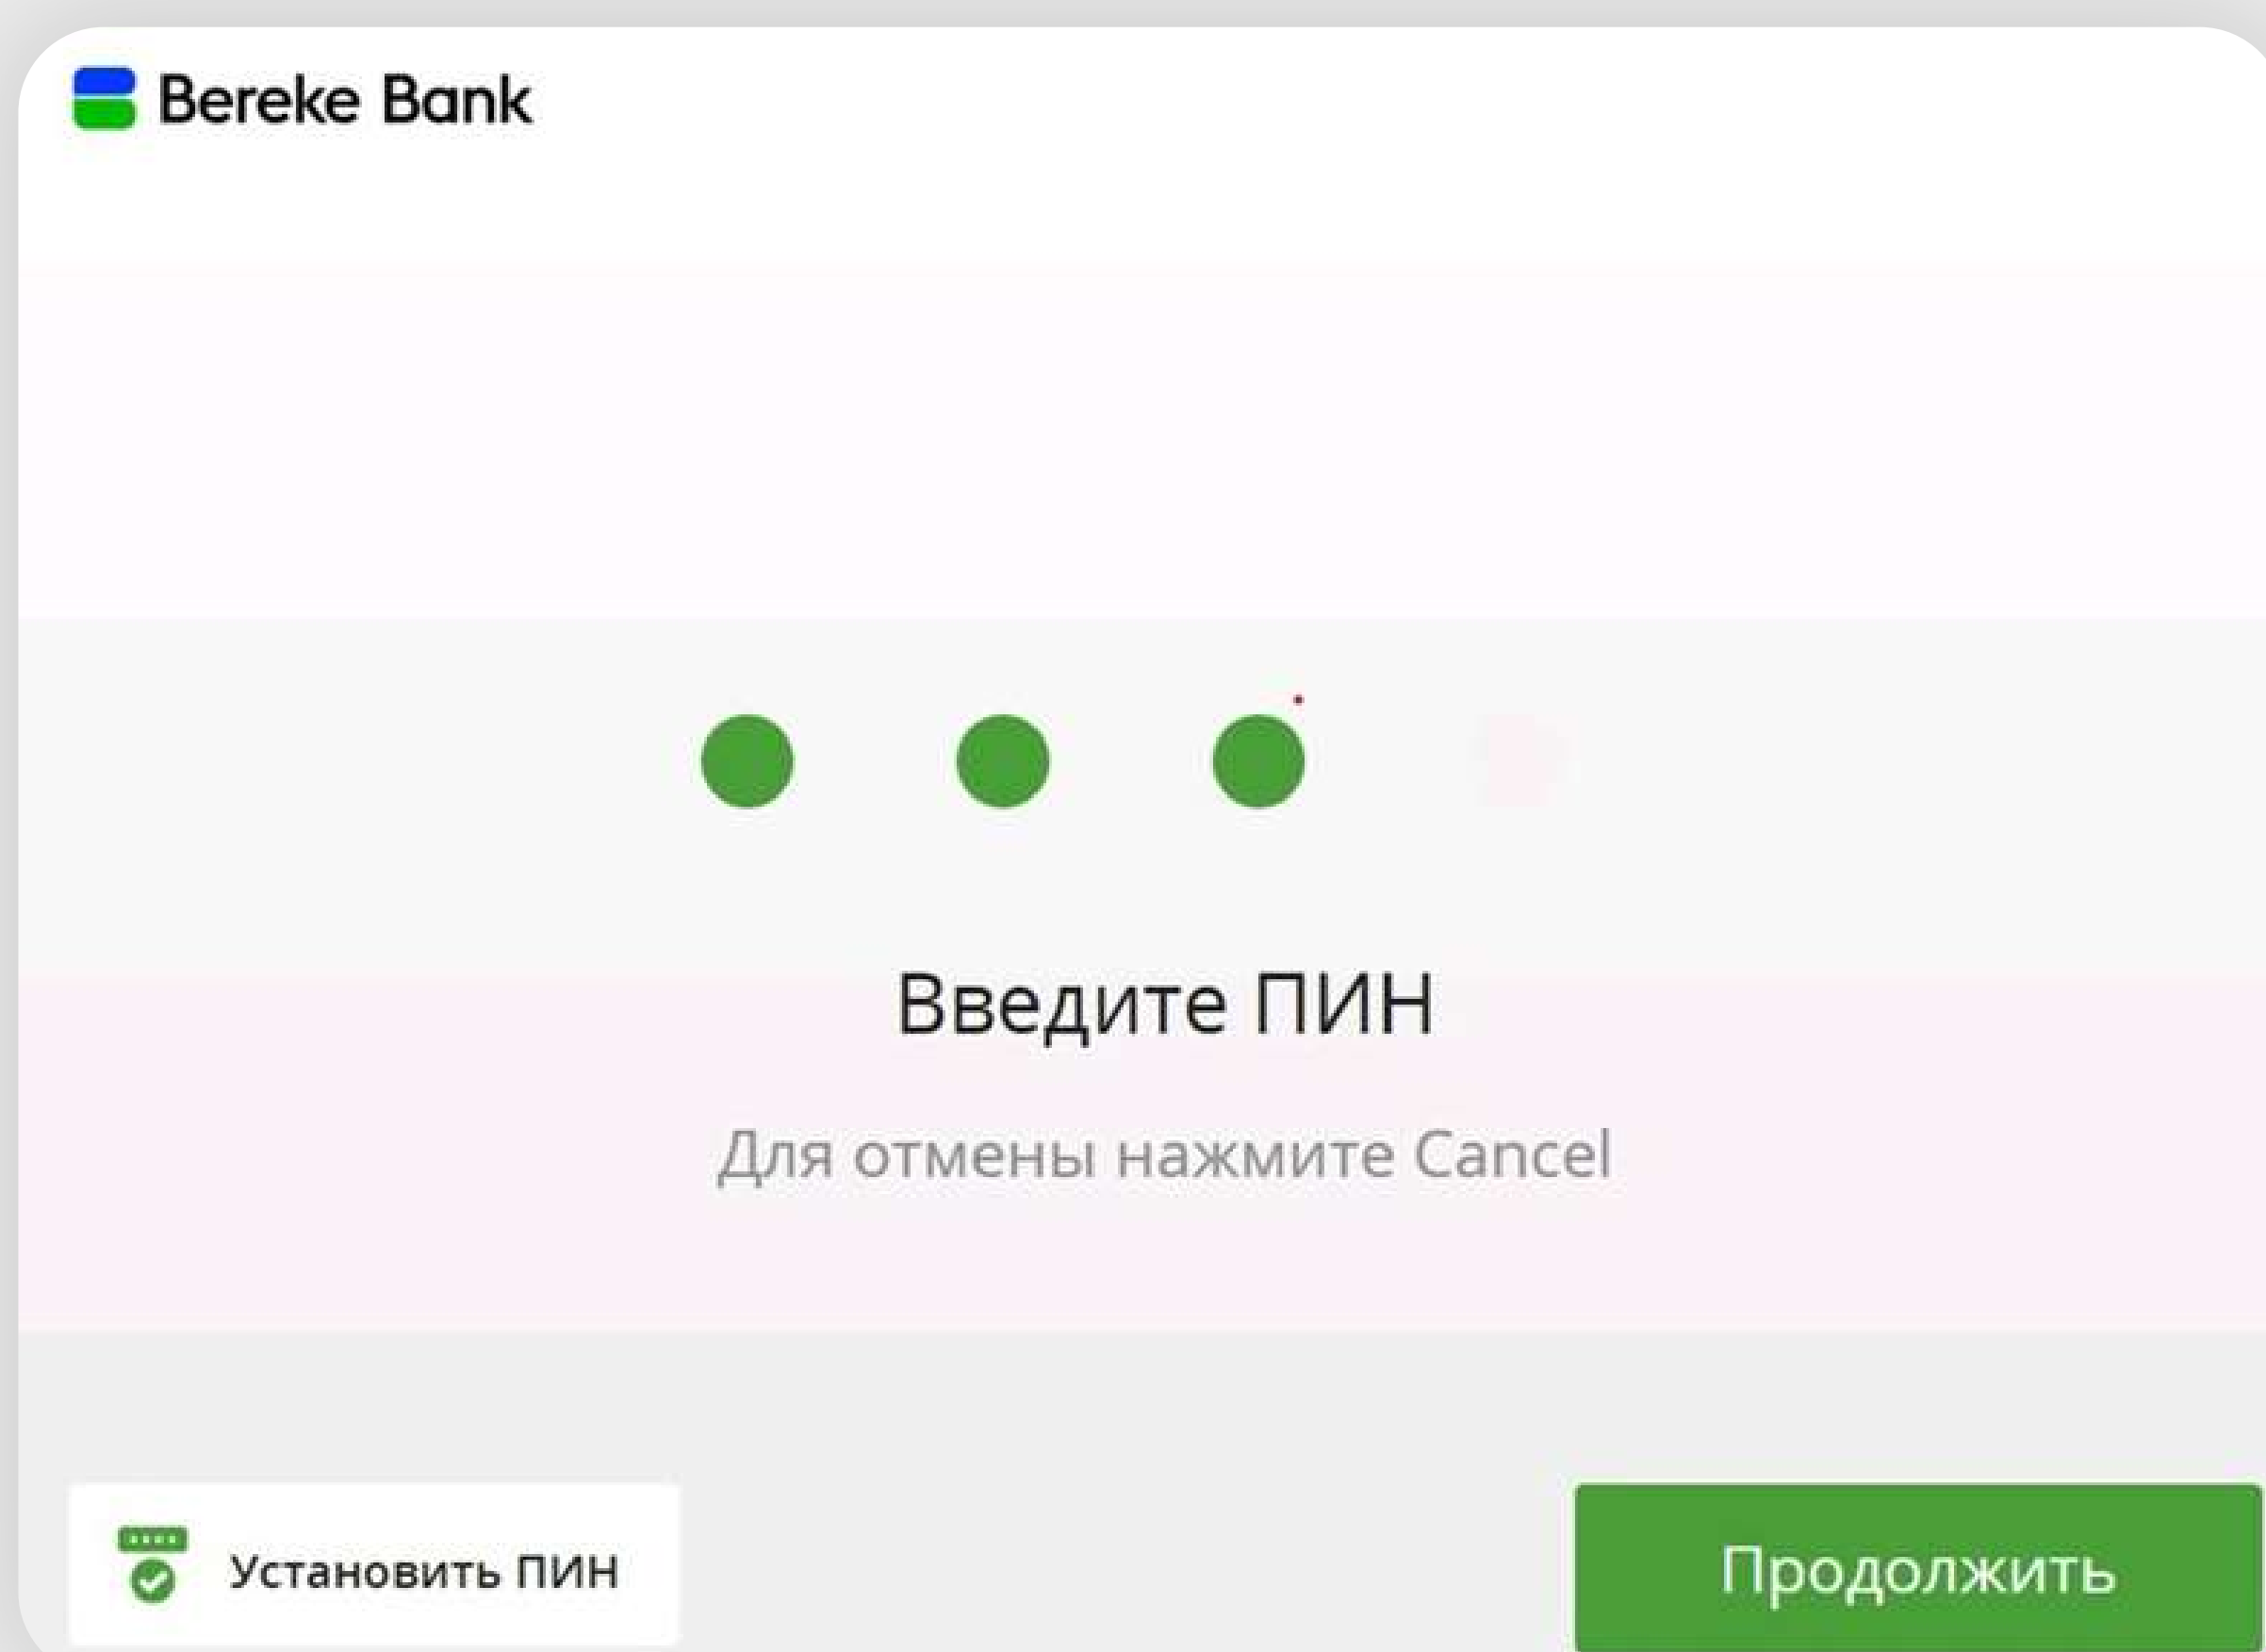 Bereke Bank
Введите ПИН
Для отмены нажмите Cancel
Установить ПИН
Продолжить